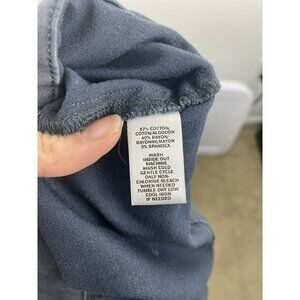 57% COTTON/
COTON/ALGODON
40% RAYON/
RAYONNE/RAYON
3% SPANDEX
WASH
INSIDE OUT
MACHINE
WASH COLD
GENTLE CYCLE
ONLY NON-
CHLORINE BLEACH
WHEN NEEDED
TUMBLE DRY LOW
COOL IRON
IF NEEDED